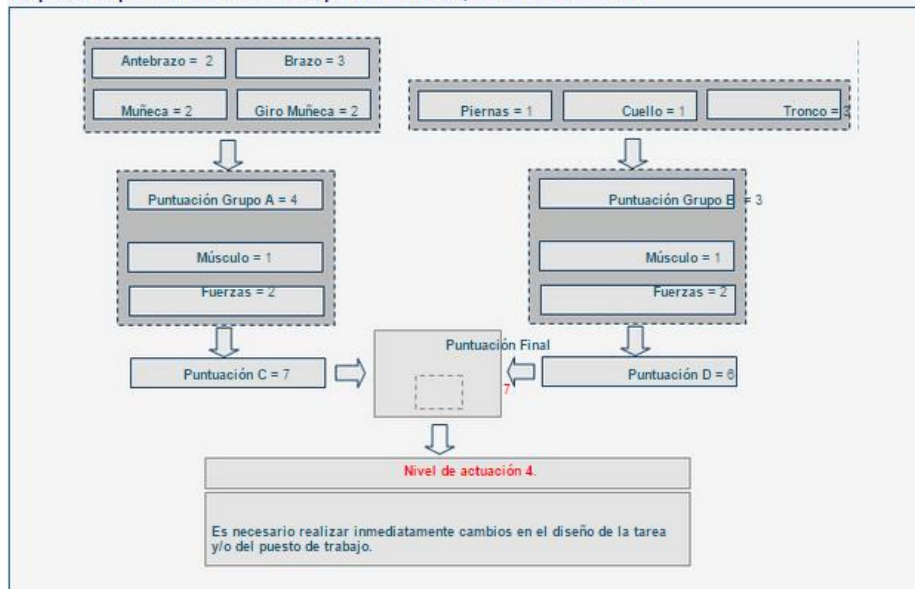 Antebrazo = 2
Brazo = 3
Muñeca = 2
Giro Muñeca = 2
Piernas = 1
Cuello = 1
Tronco = 3
Puntuación Grupo A = 4
Músculo = 1
Fuerzas = 2
Puntuación Grupo B = 3
Músculo = 1
Fuerzas = 2
Puntuación C = 7
Puntuación Final
7
Puntuación D = 6
Nivel de actuación 4.
Es necesario realizar inmediatamente cambios en el diseño de la tarea
y/o del puesto de trabajo.